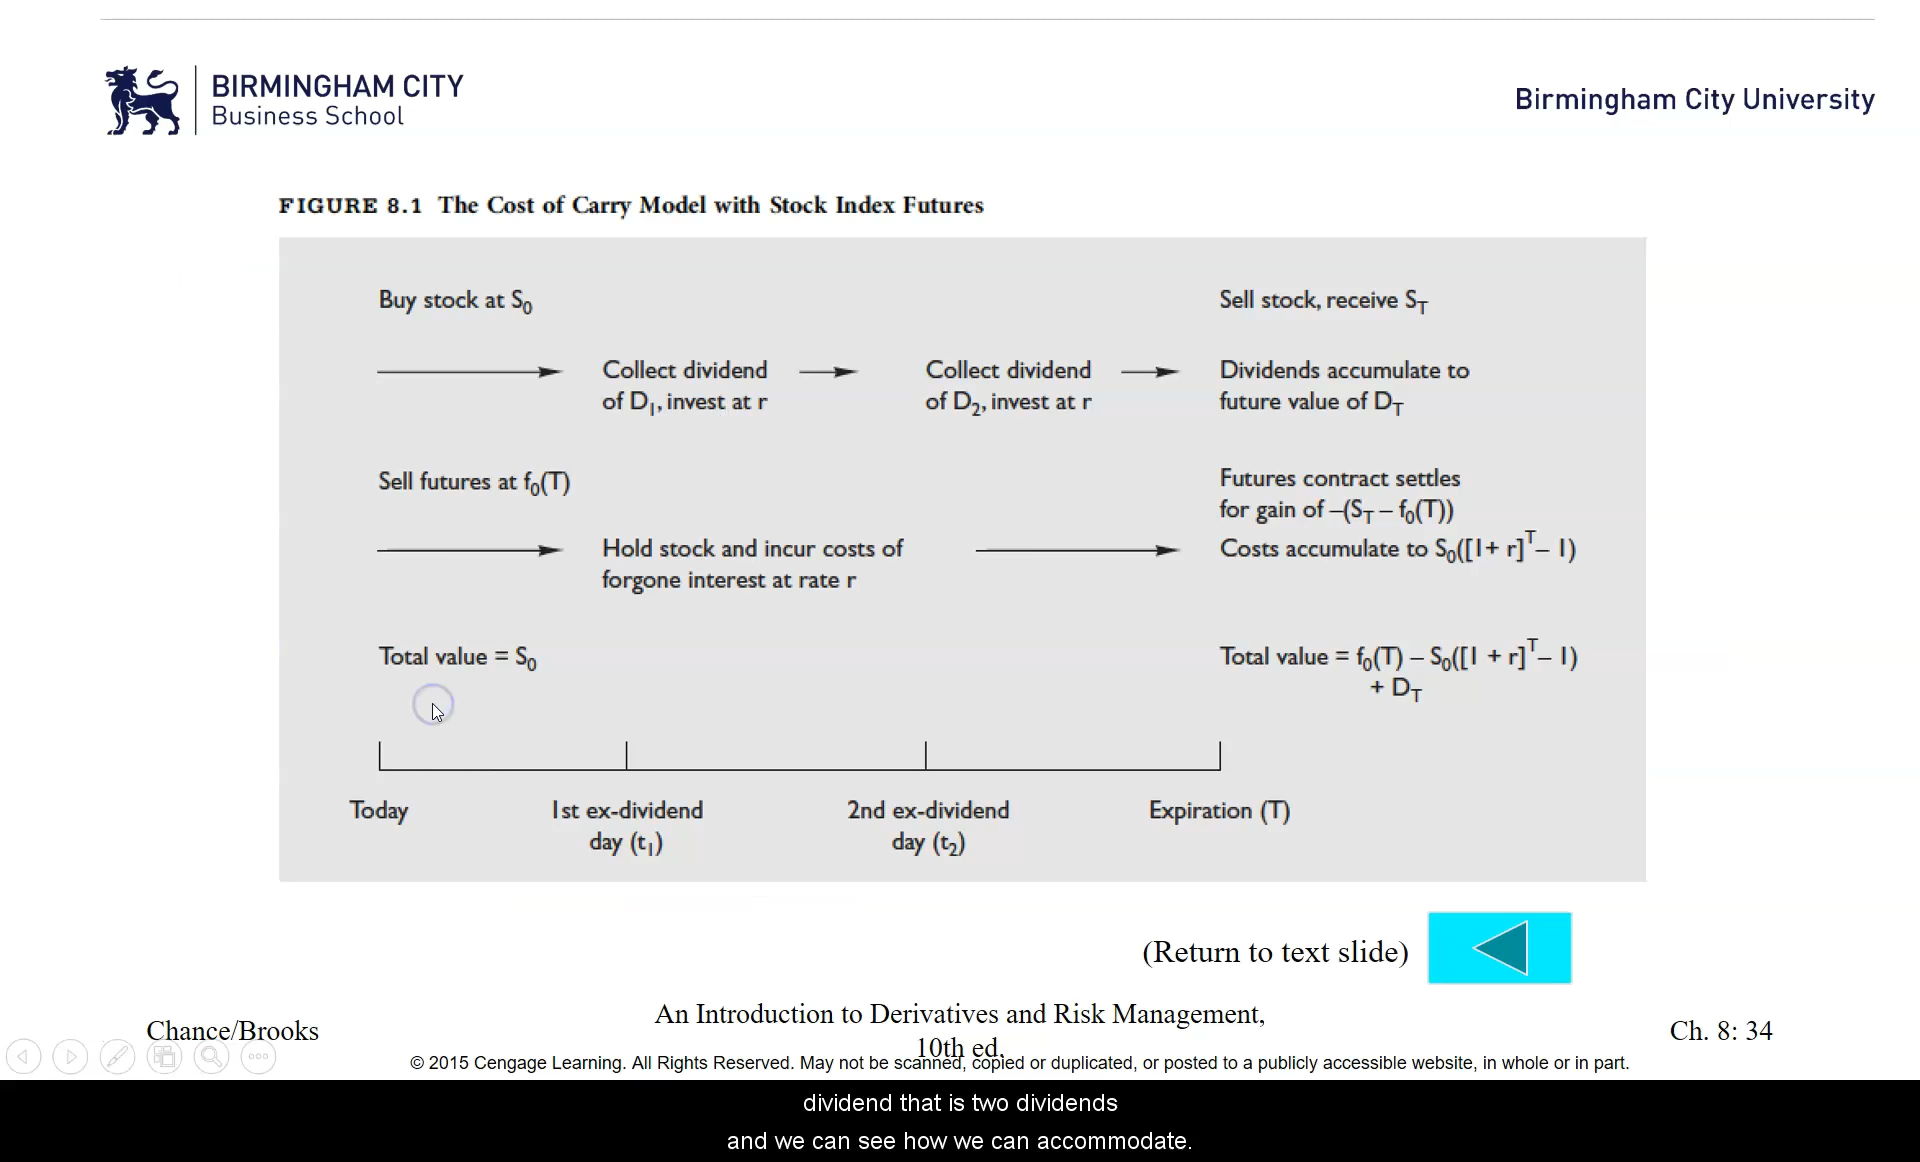 BIRMINGHAM CITY
Business School
Birmingham City University
FIGURE 8.1 The Cost of Carry Model with Stock Index Futures
Buy stock at S₀
Sell stock, receive S_T
Collect dividend
of D₁, invest at r
Collect dividend
of D₂, invest at r
Dividends accumulate to
future value of D_T
Sell futures at f₀(T)
Futures contract settles
for gain of –(S_T – f₀(T))
Hold stock and incur costs of
forgone interest at rate r
Costs accumulate to S₀([1+ r]^T – 1)
Total value = S₀
Total value = f₀(T) – S₀([1 + r]^T – 1)
+ D_T
Today
1st ex-dividend
day (t₁)
2nd ex-dividend
day (t₂)
Expiration (T)
(Return to text slide)
Chance/Brooks
An Introduction to Derivatives and Risk Management,
10th ed.
Ch. 8: 34
© 2015 Cengage Learning. All Rights Reserved. May not be scanned, copied or duplicated, or posted to a publicly accessible website, in whole or in part.
dividend that is two dividends
and we can see how we can accommodate.